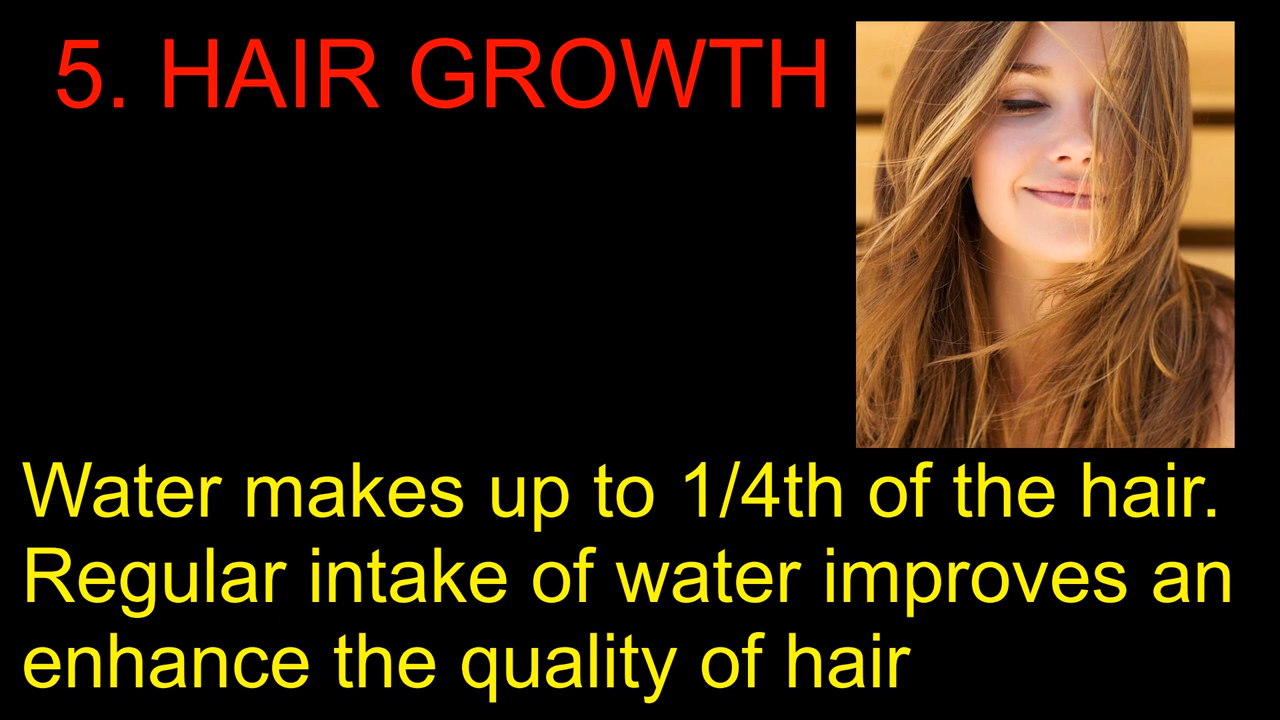 5. HAIR GROWTH
Water makes up to 1/4th of the hair.
Regular intake of water improves an
enhance the quality of hair